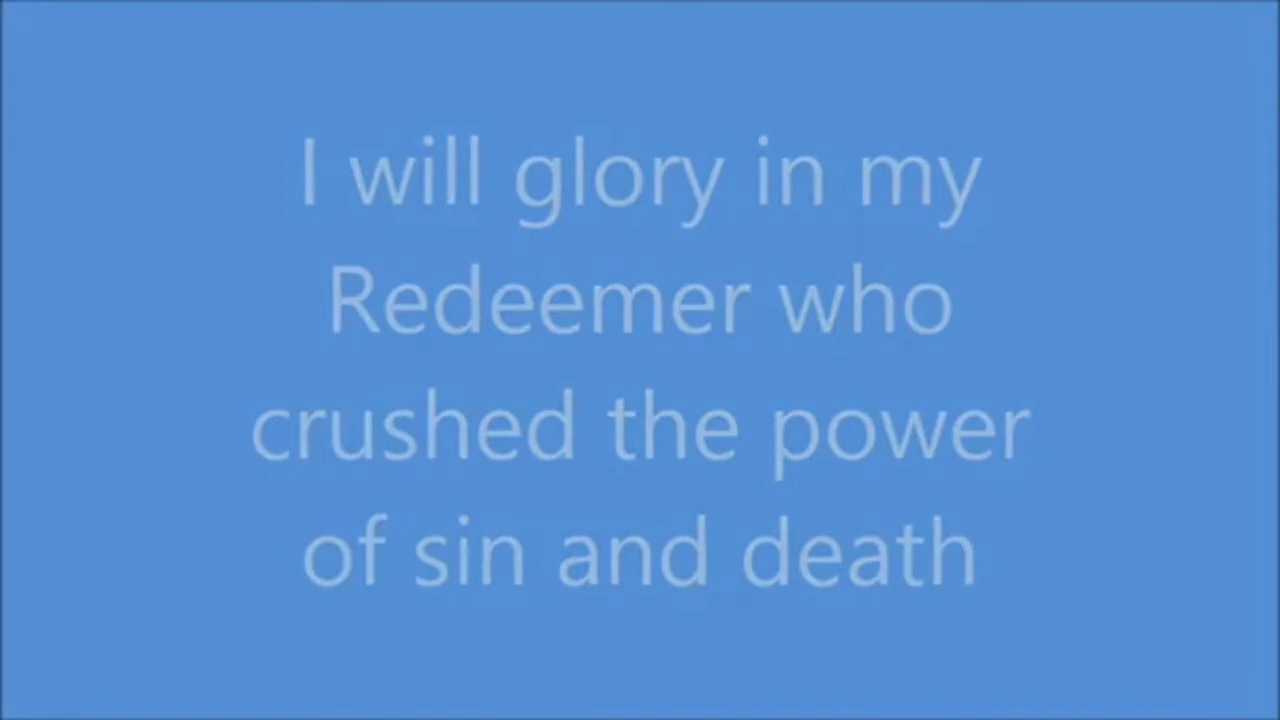 I will glory in my
Redeemer who
crushed the power
of sin and death